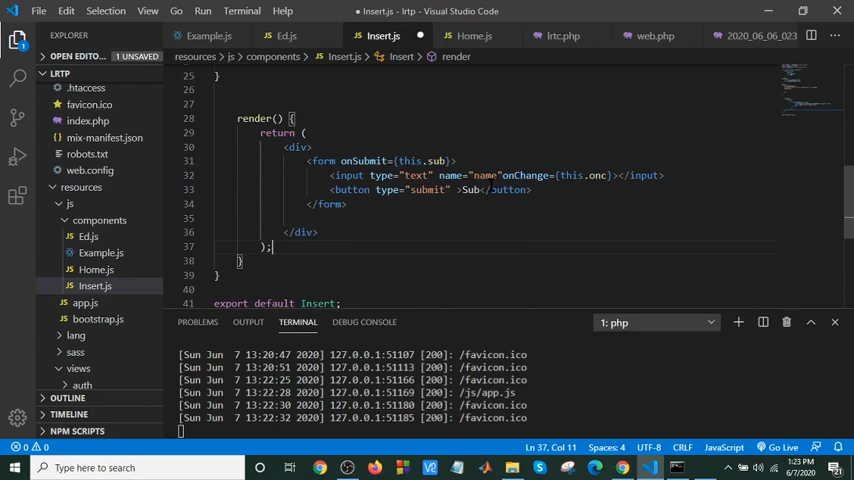 File Edit Selection View Go Run Terminal Help
● Insert.js - lrtp - Visual Studio Code
EXPLORER
JS Example.js
JS Ed.js
JS Insert.js ●
JS Home.js
lrtc.php
web.php
2020_06_06_023
OPEN EDITO... 1 UNSAVED
resources > js > components > JS Insert.js > Insert > render
LRTP
.htaccess
favicon.ico
index.php
mix-manifest.json
robots.txt
web.config
resources
js
components
JS Ed.js
JS Example.js
JS Home.js
JS Insert.js
JS app.js
JS bootstrap.js
lang
sass
views
auth
OUTLINE
TIMELINE
NPM SCRIPTS
25 }
26
27
28 render() {
29 return (
30 <div>
31 <form onSubmit={this.sub}>
32 <input type="text" name="name"onChange={this.onc}></input>
33 <button type="submit" >Sub</button>
34 </form>
35
36 </div>
37 );
38 }
39 }
40
41 export default Insert;
PROBLEMS OUTPUT TERMINAL DEBUG CONSOLE
1: php
[Sun Jun  7 13:20:47 2020] 127.0.0.1:51107 [200]: /favicon.ico
[Sun Jun  7 13:20:51 2020] 127.0.0.1:51113 [200]: /favicon.ico
[Sun Jun  7 13:22:25 2020] 127.0.0.1:51166 [200]: /favicon.ico
[Sun Jun  7 13:22:28 2020] 127.0.0.1:51169 [200]: /js/app.js
[Sun Jun  7 13:22:30 2020] 127.0.0.1:51180 [200]: /favicon.ico
[Sun Jun  7 13:22:32 2020] 127.0.0.1:51185 [200]: /favicon.ico
0 0 Ln 37, Col 11 Spaces: 4 UTF-8 CRLF JavaScript Go Live
Type here to search
1:23 PM
6/7/2020